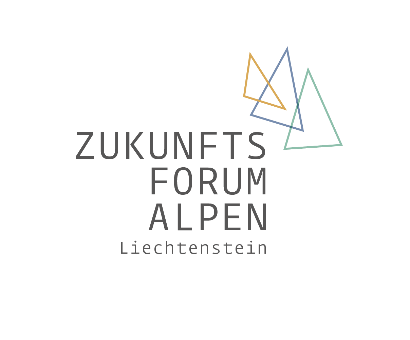 ZUKUNFTS
FORUM
ALPEN
Liechtenstein